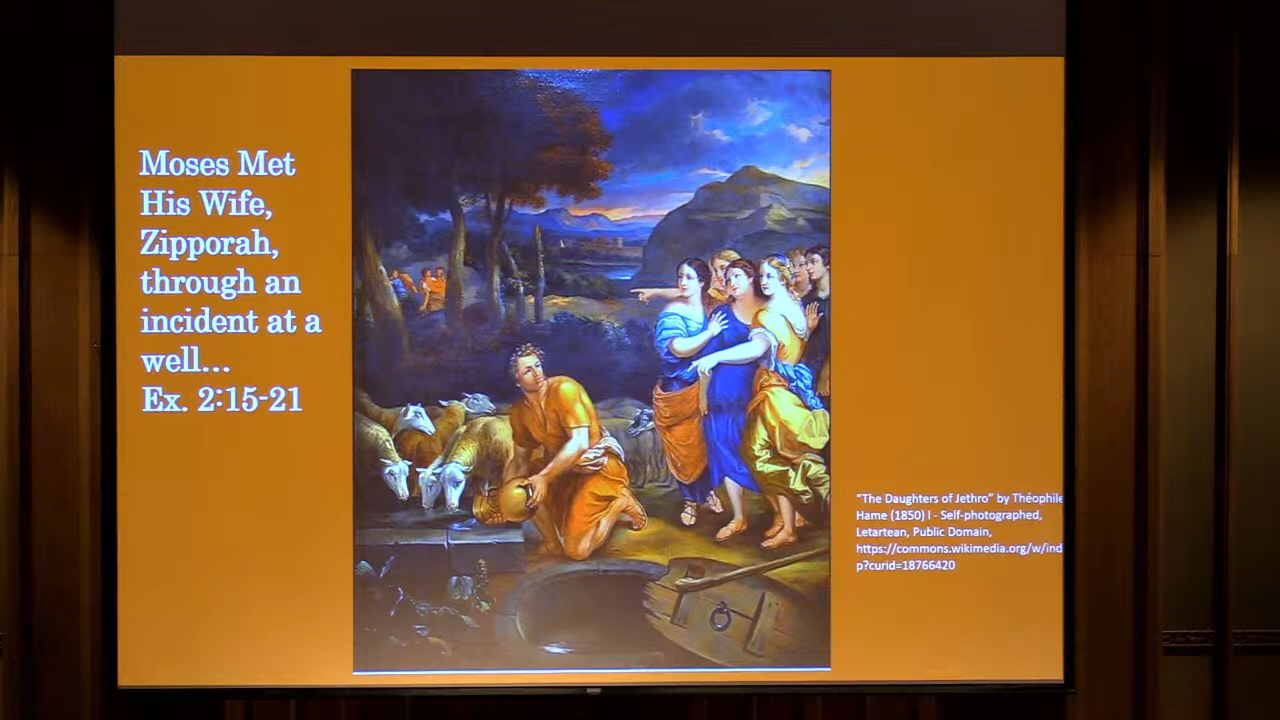 Moses Met
His Wife,
Zipporah,
through an
incident at a
well...
Ex. 2:15-21
"The Daughters of Jethro" by Théophile
Hame (1850) l - Self-photographed,
Letartean, Public Domain,
https://commons.wikimedia.org/w/ind
p?curid=18766420